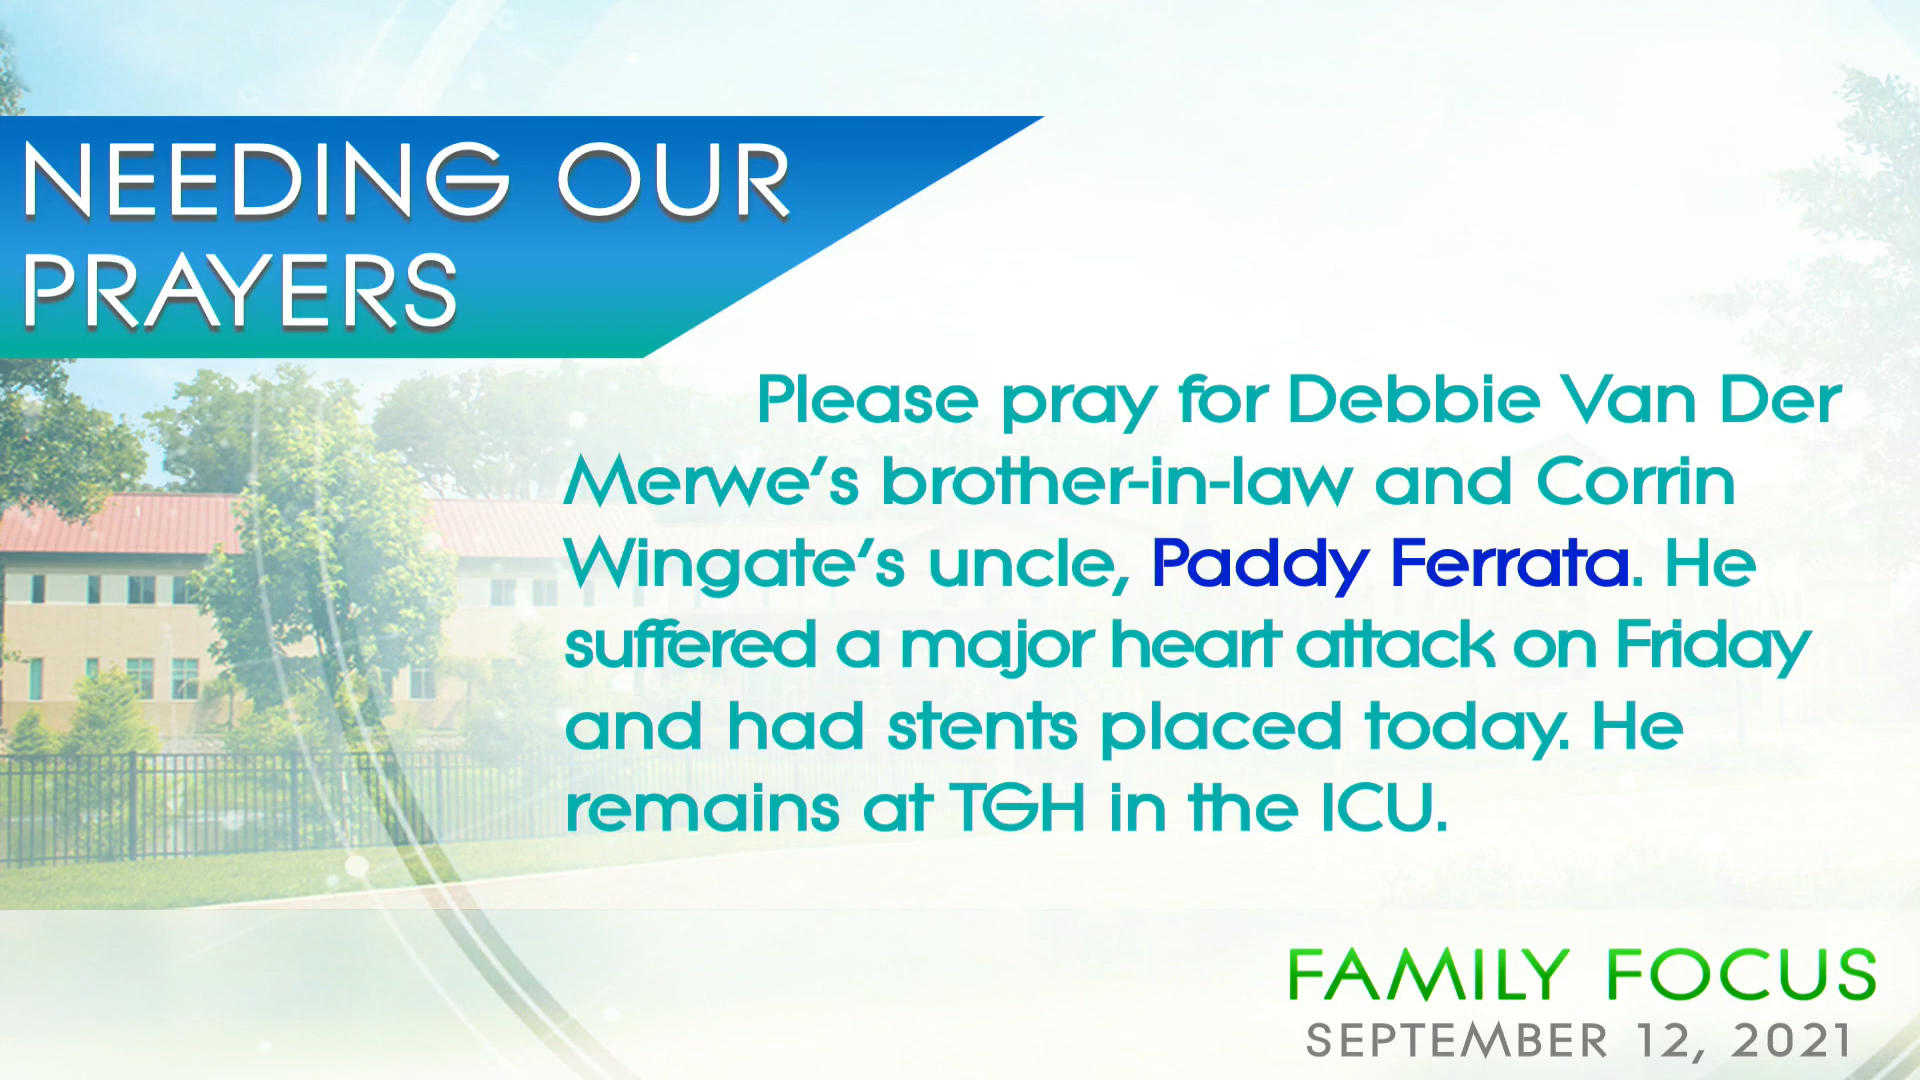 NEEDING OUR
PRAYERS
Please pray for Debbie Van Der
Merwe's brother-in-law and Corrin
Wingate's uncle, Paddy Ferrata. He
suffered a major heart attack on Friday
and had stents placed today. He
remains at TGH in the ICU.
FAMILY FOCUS
SEPTEMBER 12, 2021